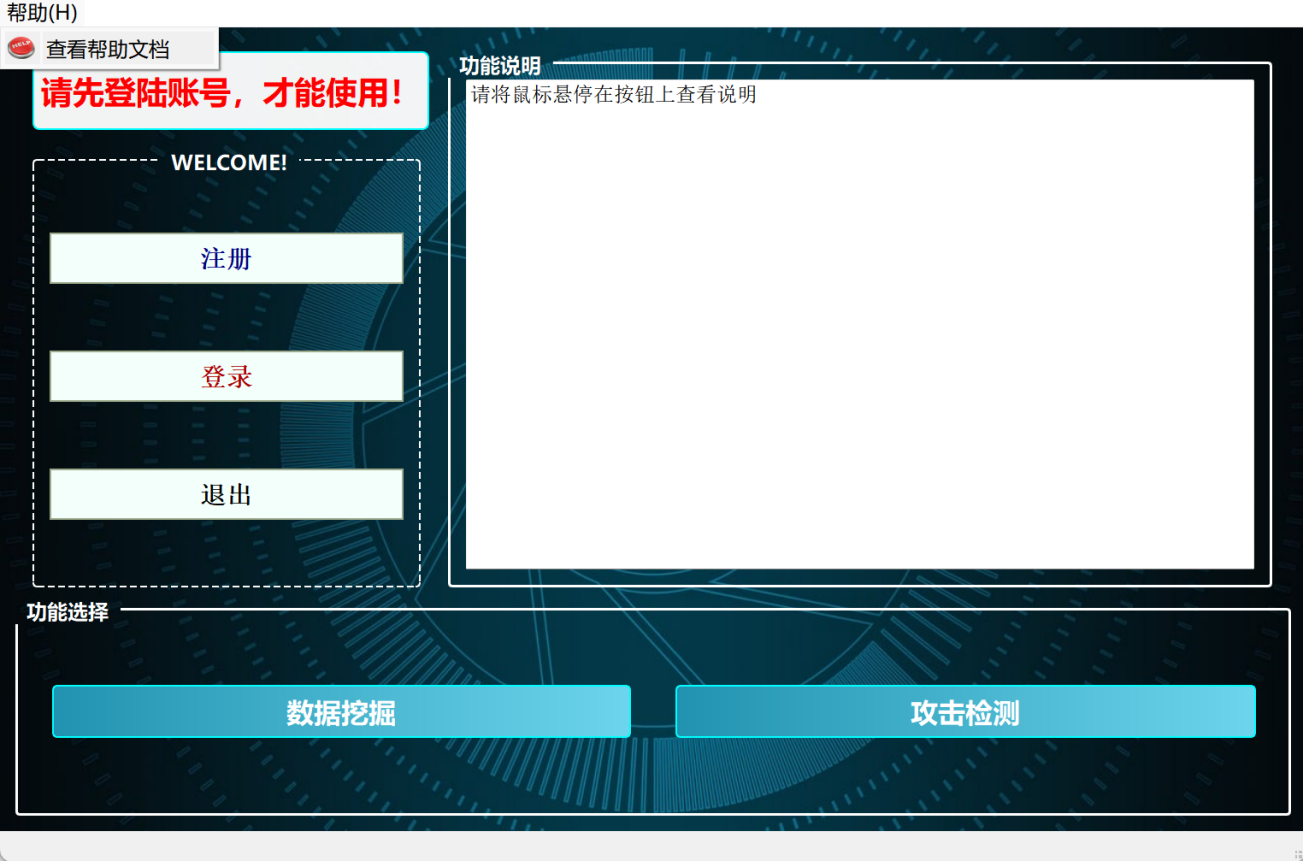 帮助(H)
HELP
查看帮助文档
请先登陆账号，才能使用！
WELCOME!
注册
登录
退出
功能说明
请将鼠标悬停在按钮上查看说明
功能选择
数据挖掘
攻击检测